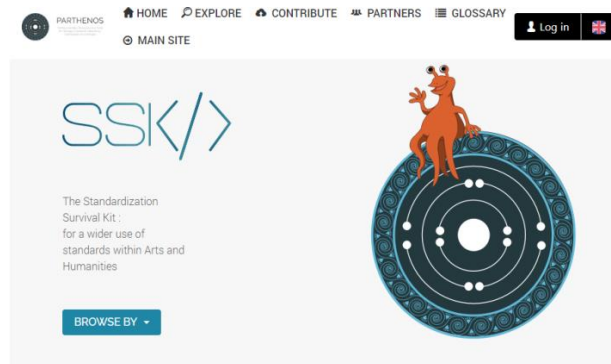 PARTHENOS
HOME EXPLORE CONTRIBUTE PARTNERS GLOSSARY
MAIN SITE
Log in
SSK</>
The Standardization
Survival Kit :
for a wider use of
standards within Arts and
Humanities
BROWSE BY